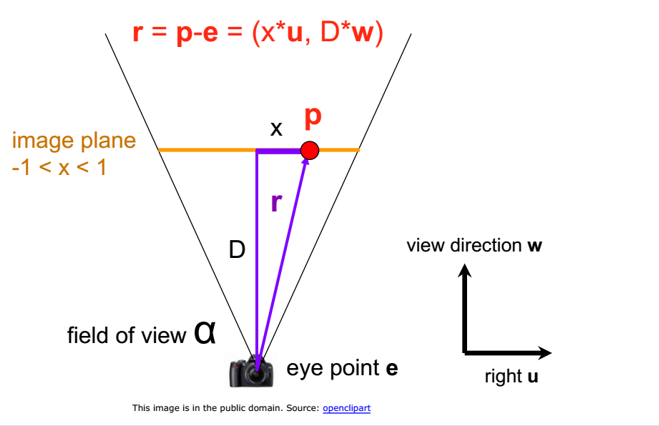 r = p-e = (x*u, D*w)
p
x
image plane
-1 < x < 1
r
D
view direction w
field of view α
eye point e
right u
This image is in the public domain. Source: openclipart